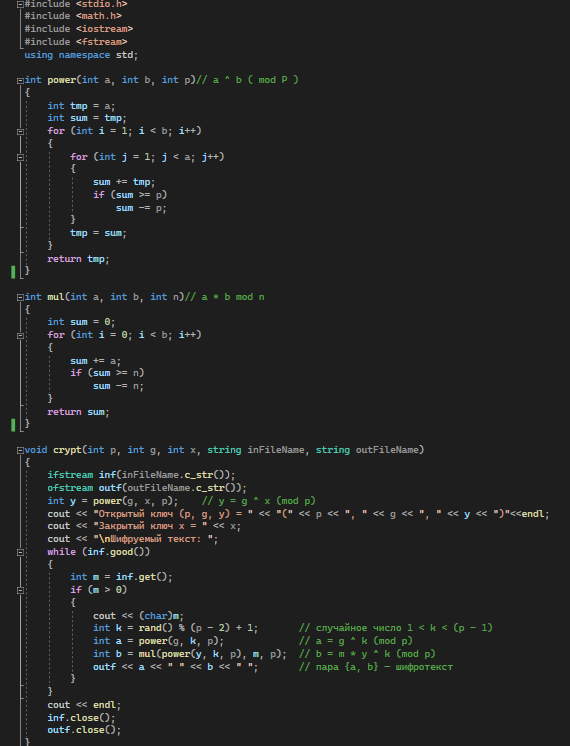 #include <stdio.h>
#include <math.h>
#include <iostream>
#include <fstream>
using namespace std;
int power(int a, int b, int p)// a ^ b ( mod P )
{
int tmp = a;
int sum = tmp;
for (int i = 1; i < b; i++)
{
for (int j = 1; j < a; j++)
{
sum += tmp;
if (sum >= p)
sum -= p;
}
tmp = sum;
}
return tmp;
}
int mul(int a, int b, int n)// a * b mod n
{
int sum = 0;
for (int i = 0; i < b; i++)
{
sum += a;
if (sum >= n)
sum -= n;
}
return sum;
}
void crypt(int p, int g, int x, string inFileName, string outFileName)
{
ifstream inf(inFileName.c_str());
ofstream outf(outFileName.c_str());
int y = power(g, x, p);    // y = g ^ x (mod p)
cout << "Открытый ключ (p, g, y) = " << "(" << p << ", " << g << ", " << y << ")"<<endl;
cout << "Закрытый ключ x = " << x;
cout << "\nШифруемый текст: ";
while (inf.good())
{
int m = inf.get();
if (m > 0)
{
cout << (char)m;
int k = rand() % (p - 2) + 1;       // случайное число 1 < k < (p - 1)
int a = power(g, k, p);             // a = g ^ k (mod p)
int b = mul(power(y, k, p), m, p);  // b = m * y ^ k (mod p)
outf << a << " " << b << " ";       // пара {a, b} - шифротекст
}
}
cout << endl;
inf.close();
outf.close();
}